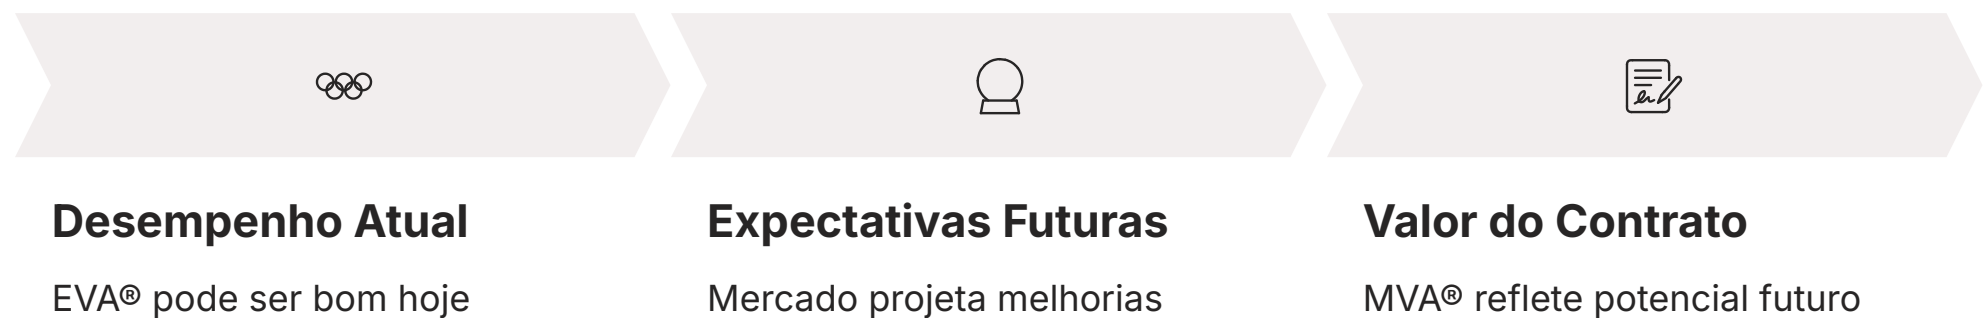 Desempenho Atual
EVA® pode ser bom hoje
Expectativas Futuras
Mercado projeta melhorias
Valor do Contrato
MVA® reflete potencial futuro